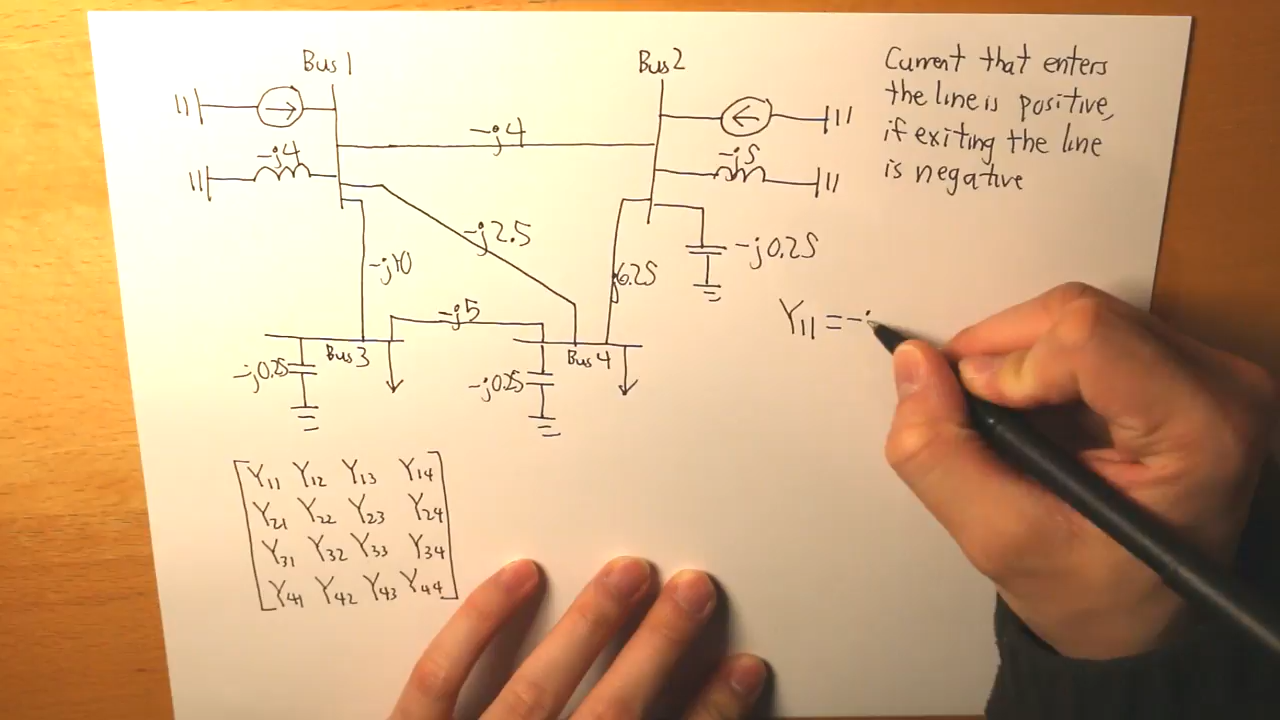 Bus 1
Bus 2
Current that enters
the line is positive,
if exiting the line
is negative
-j4
-j4
-j5
-j2.5
-j0.25
-j10
j6.25
-j5
Y11 = -j
Bus 3
Bus 4
-j0.25
-j0.25
Y11 Y12 Y13 Y14
Y21 Y22 Y23 Y24
Y31 Y32 Y33 Y34
Y41 Y42 Y43 Y44